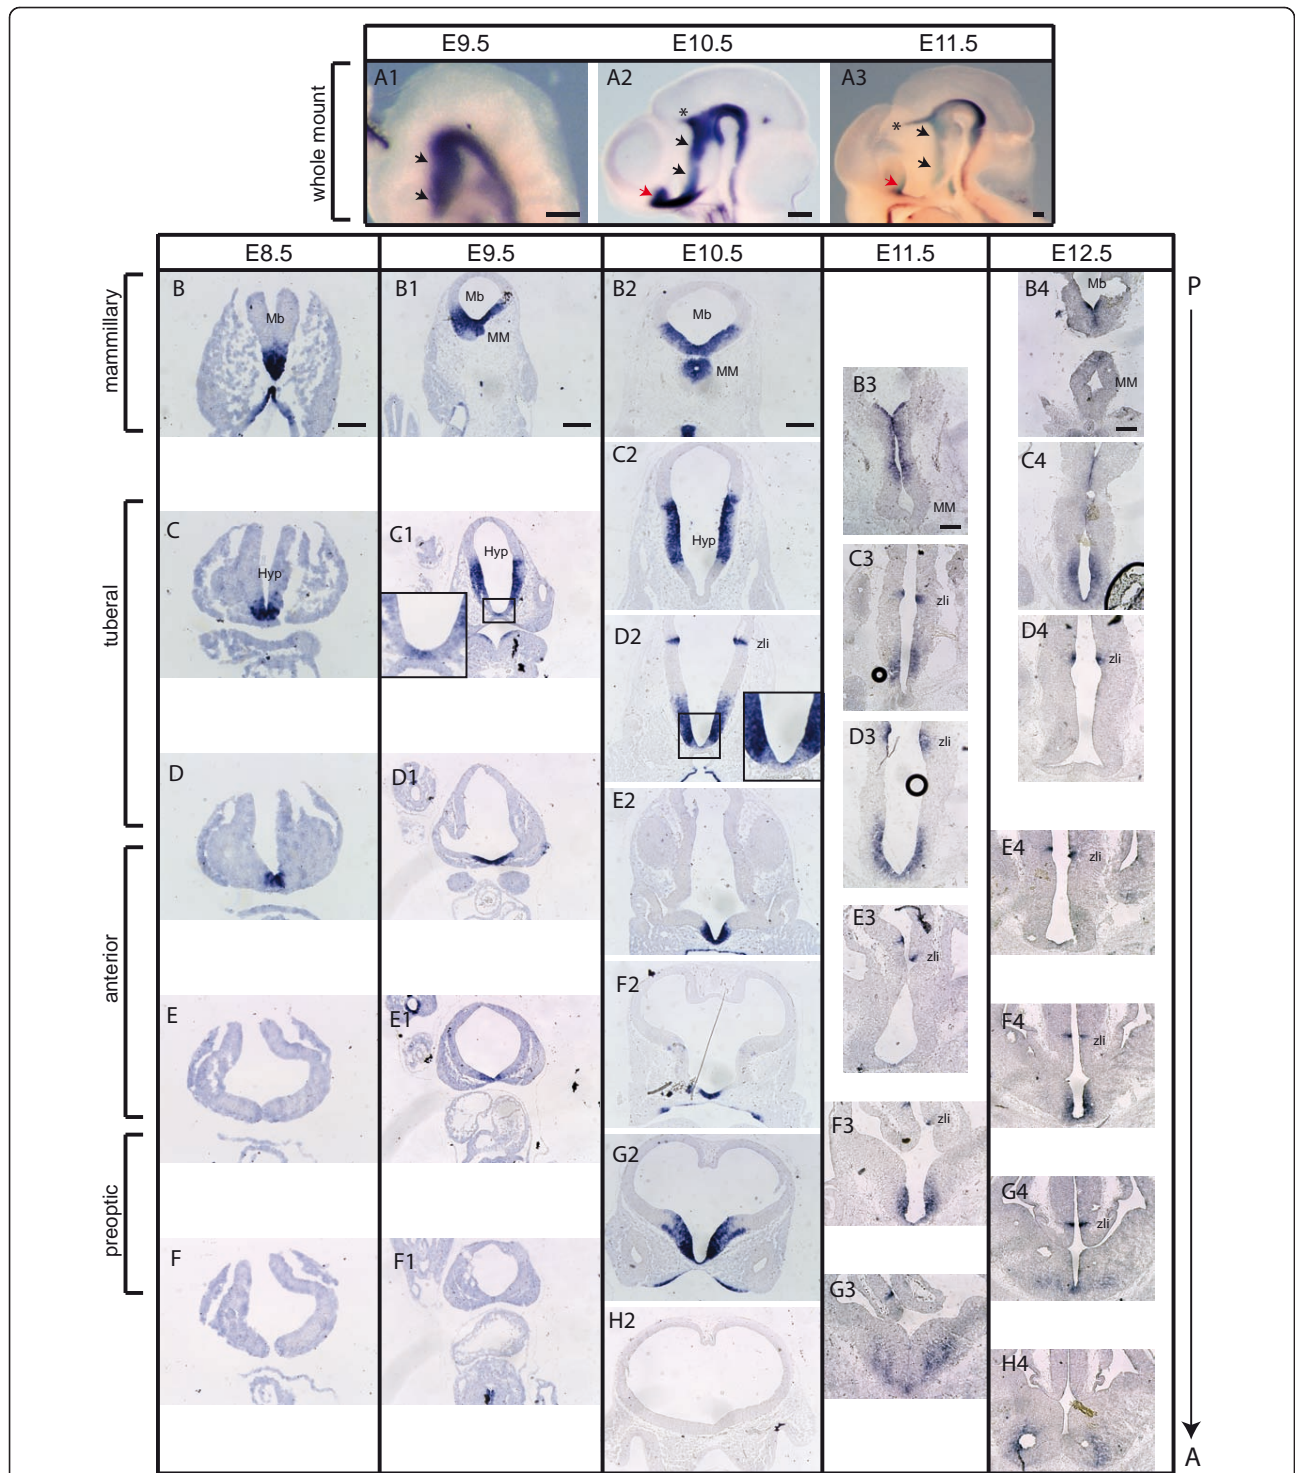 E9.5 E10.5 E11.5
whole mount
A1 A2 A3
* *
E8.5 E9.5 E10.5 E11.5 E12.5
mammillary
B Mb
B1 Mb MM
B2 Mb MM
B3 MM
B4 Mb MM
P
tuberal
C Hyp
C1 Hyp
C2 Hyp
C3 zli
C4
D
D1
D2 zli
D3 zli
D4 zli
anterior
E
E1
E2
E3 zli
E4 zli
F2
F3 zli
F4 zli
preoptic
F
F1
G2
G3
G4 zli
H2
H4
A